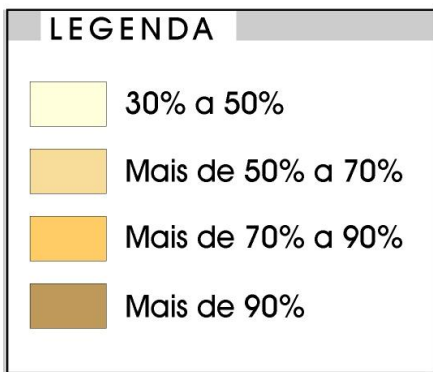 LEGENDA
30% a 50%
Mais de 50% a 70%
Mais de 70% a 90%
Mais de 90%